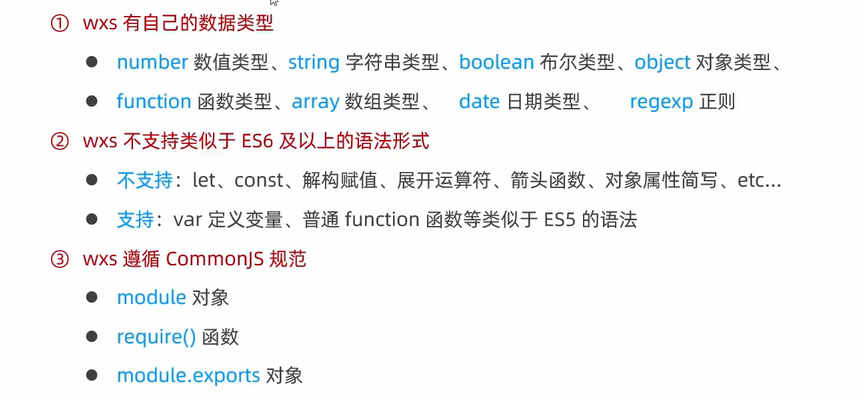 ① wxs 有自己的数据类型
● number 数值类型、string 字符串类型、boolean 布尔类型、object 对象类型、
● function 函数类型、array 数组类型、 date 日期类型、 regexp 正则
② wxs 不支持类似于 ES6 及以上的语法形式
● 不支持：let、const、解构赋值、展开运算符、箭头函数、对象属性简写、etc...
● 支持：var 定义变量、普通 function 函数等类似于 ES5 的语法
③ wxs 遵循 CommonJS 规范
● module 对象
● require() 函数
● module.exports 对象